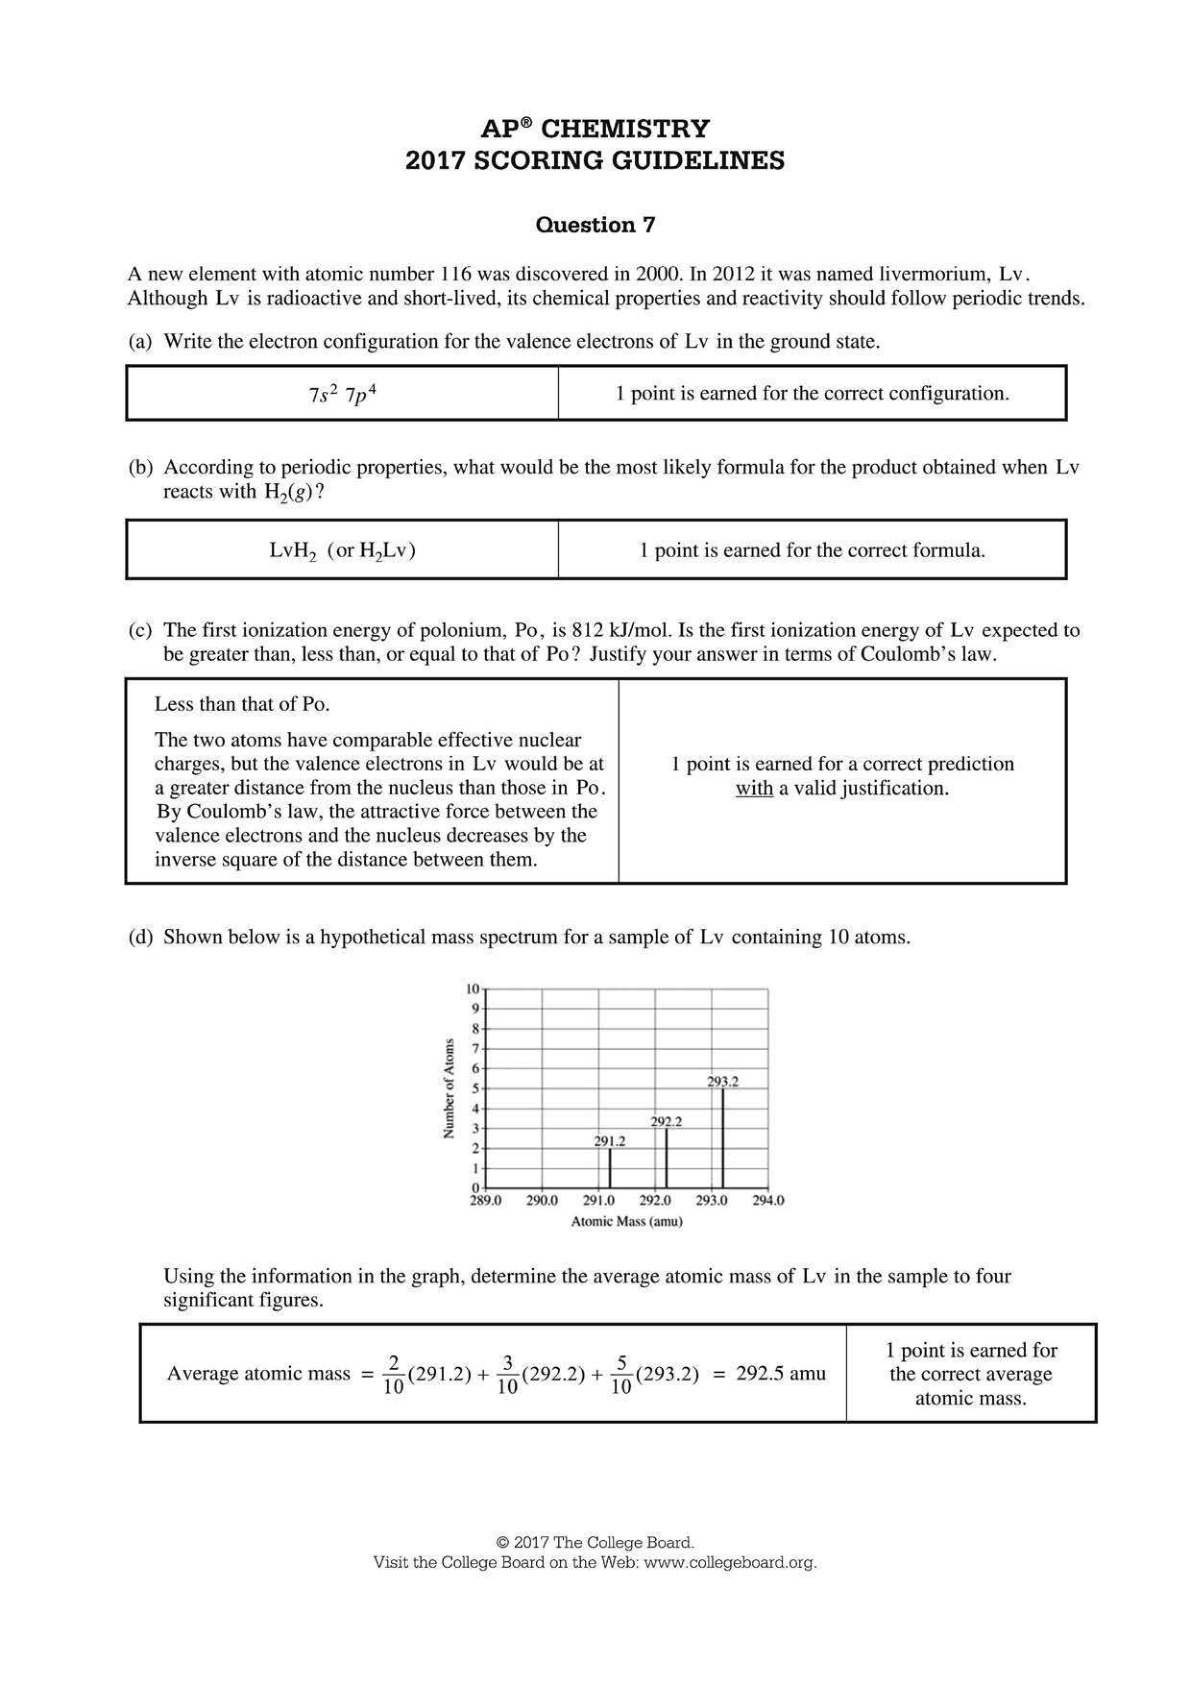 AP® CHEMISTRY
2017 SCORING GUIDELINES
Question 7
A new element with atomic number 116 was discovered in 2000. In 2012 it was named livermorium, Lv.
Although Lv is radioactive and short-lived, its chemical properties and reactivity should follow periodic trends.
(a) Write the electron configuration for the valence electrons of Lv in the ground state.
7s² 7p⁴
1 point is earned for the correct configuration.
(b) According to periodic properties, what would be the most likely formula for the product obtained when Lv
reacts with H₂(g)?
LvH₂ (or H₂Lv)
1 point is earned for the correct formula.
(c) The first ionization energy of polonium, Po, is 812 kJ/mol. Is the first ionization energy of Lv expected to
be greater than, less than, or equal to that of Po? Justify your answer in terms of Coulomb’s law.
Less than that of Po.
The two atoms have comparable effective nuclear
charges, but the valence electrons in Lv would be at
a greater distance from the nucleus than those in Po.
By Coulomb’s law, the attractive force between the
valence electrons and the nucleus decreases by the
inverse square of the distance between them.
1 point is earned for a correct prediction
with a valid justification.
(d) Shown below is a hypothetical mass spectrum for a sample of Lv containing 10 atoms.
Number of Atoms
10
9
8
7
6
5
4
3
2
1
0
291.2
292.2
293.2
289.0 290.0 291.0 292.0 293.0 294.0
Atomic Mass (amu)
Using the information in the graph, determine the average atomic mass of Lv in the sample to four
significant figures.
Average atomic mass = 2/10 (291.2) + 3/10 (292.2) + 5/10 (293.2) = 292.5 amu
1 point is earned for
the correct average
atomic mass.
© 2017 The College Board.
Visit the College Board on the Web: www.collegeboard.org.